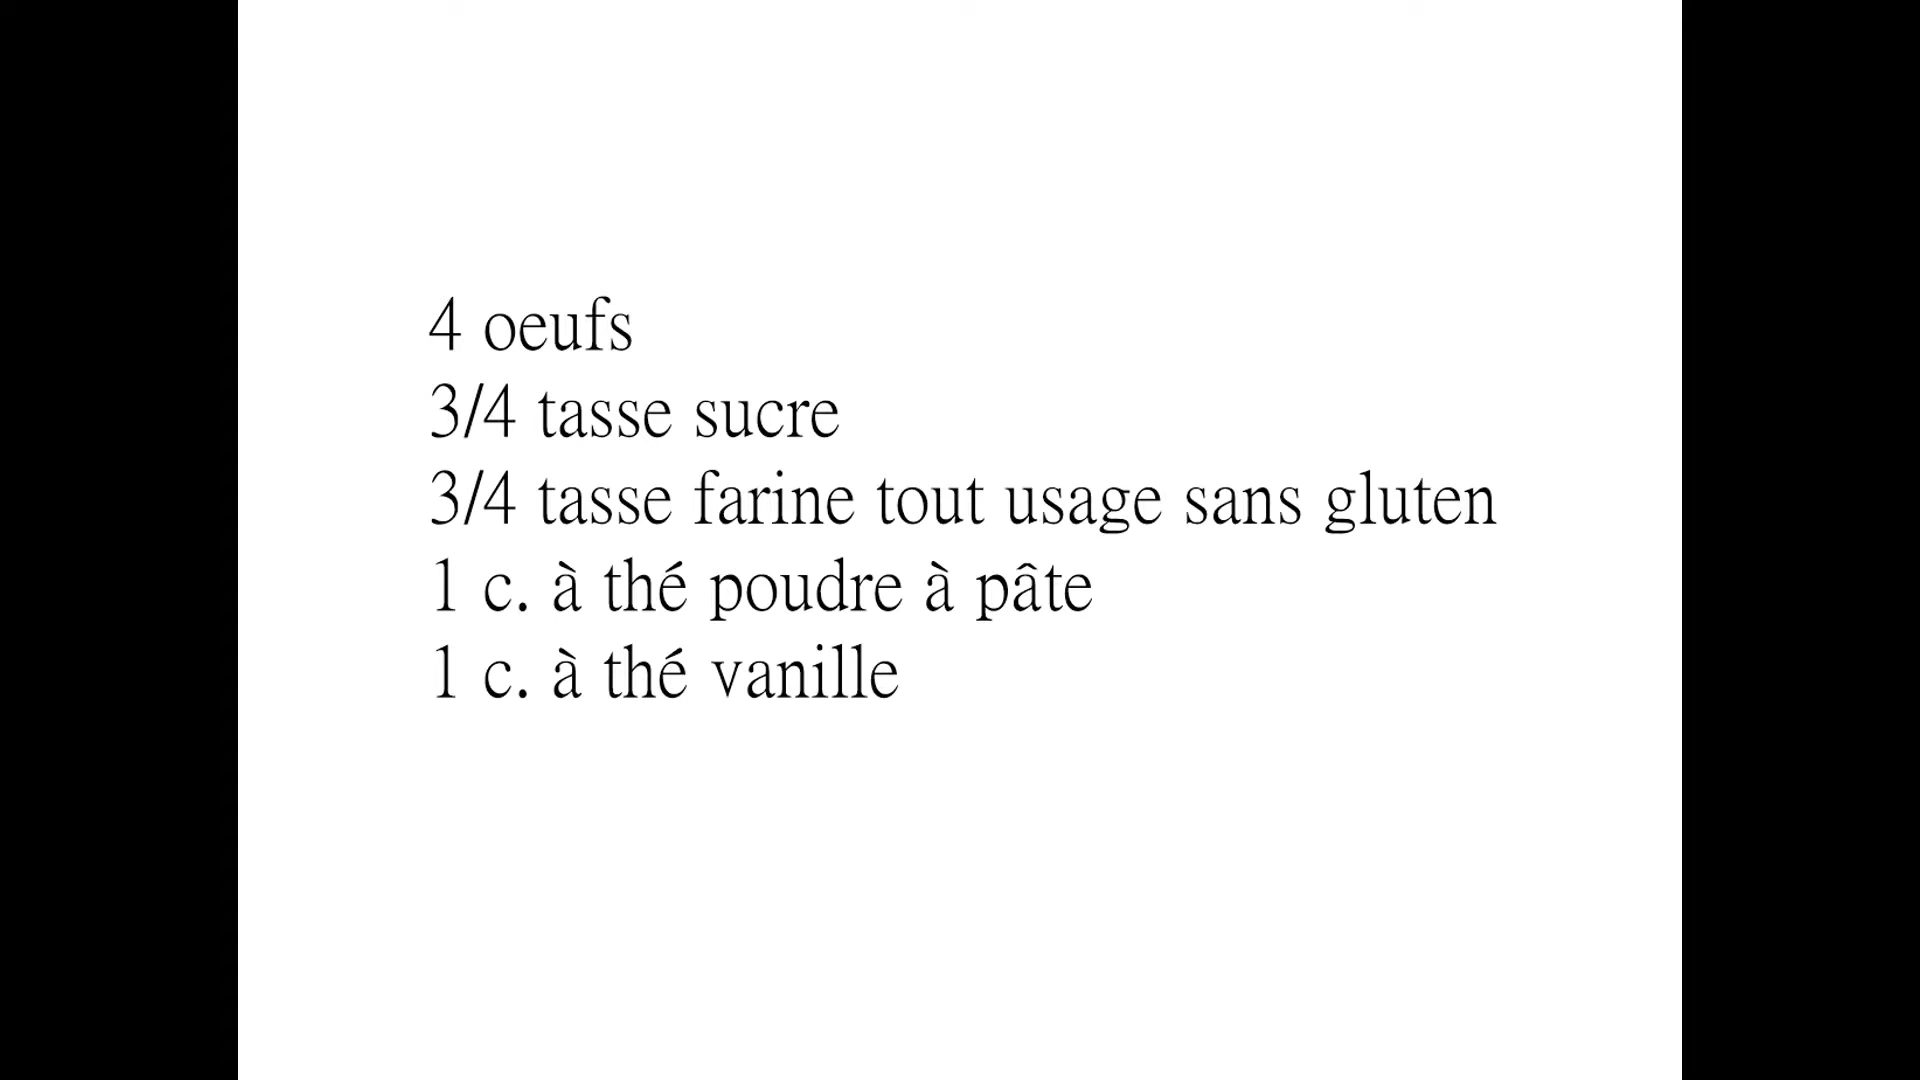 4 oeufs
3/4 tasse sucre
3/4 tasse farine tout usage sans gluten
1 c. à thé poudre à pâte
1 c. à thé vanille